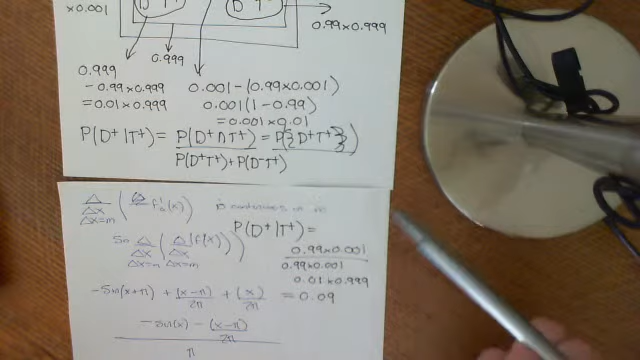 ×0.001
D T
D T
0.99×0.999
0.999
0.999
- 0.99×0.999
0.001-(0.99×0.001)
= 0.01×0.999
0.001(1-0.99)
= 0.001×0.01
P(D⁺|T⁺) = P(D⁺∩T⁺) = P({D⁺T⁺})
P(D⁺T⁺)+P(D⁻T⁺)
P(D⁺|T⁺) =
Sin
0.99×0.001
0.99×0.001
0.01×0.999
= 0.09
-Sin(x+π) + (x-π)/2π + (x)/2π
-Sin(x) - (x-π)
2π
π